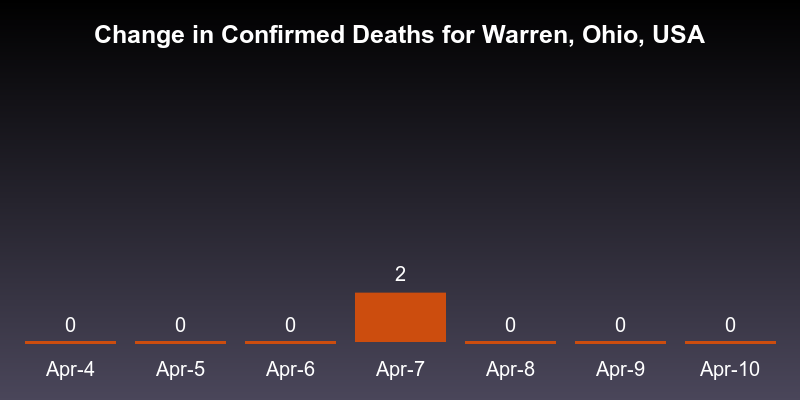 Change in Confirmed Deaths for Warren, Ohio, USA
0 0 0 2 0 0 0
Apr-4 Apr-5 Apr-6 Apr-7 Apr-8 Apr-9 Apr-10